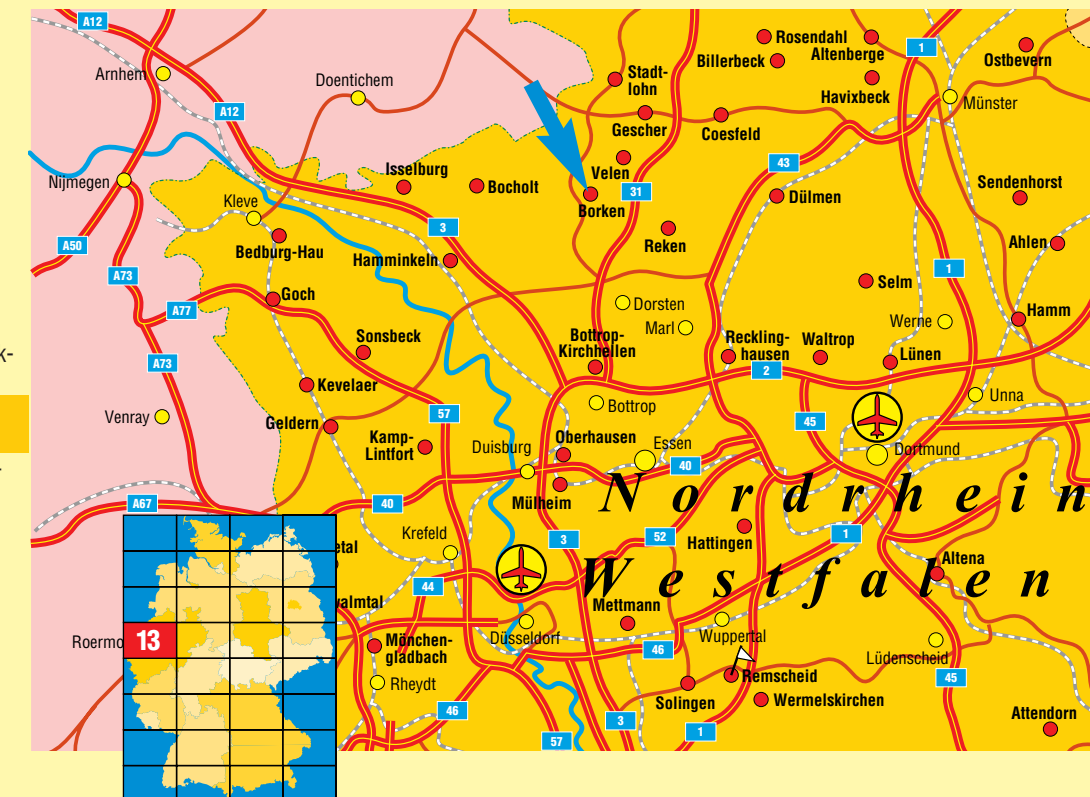 A12
Arnhem
Doentichem
A12
Nijmegen
Kleve
Bedburg-Hau
A50
A73
A77
Goch
A73
Venray
A67
Isselburg
Bocholt
3
Hamminkeln
Sonsbeck
Kevelaer
Geldern
57
Kamp-
Lintfort
40
Krefeld
44
Mönchen-
gladbach
Rheydt
46
57
Roermo
13
etal
valmtal
k-
Stadt-
lohn
Gescher
Velen
Borken
31
Reken
Rosendahl
Billerbeck
Altenberge
Havixbeck
Coesfeld
43
Dülmen
1
Ostbevern
Münster
Sendenhorst
Ahlen
1
Selm
Werne
Hamm
Dorsten
Marl
Bottrop-
Kirchhellen
Reckling-
hausen
Waltrop
Lünen
2
Bottrop
45
Unna
Dortmund
Duisburg
Oberhausen
Essen
40
Mülheim
Nordrhein
3
52
Hattingen
1
Westfalen
Altena
Mettmann
Düsseldorf
Wuppertal
46
Lüdenscheid
Remscheid
Solingen
Wermelskirchen
45
3
1
Attendorn